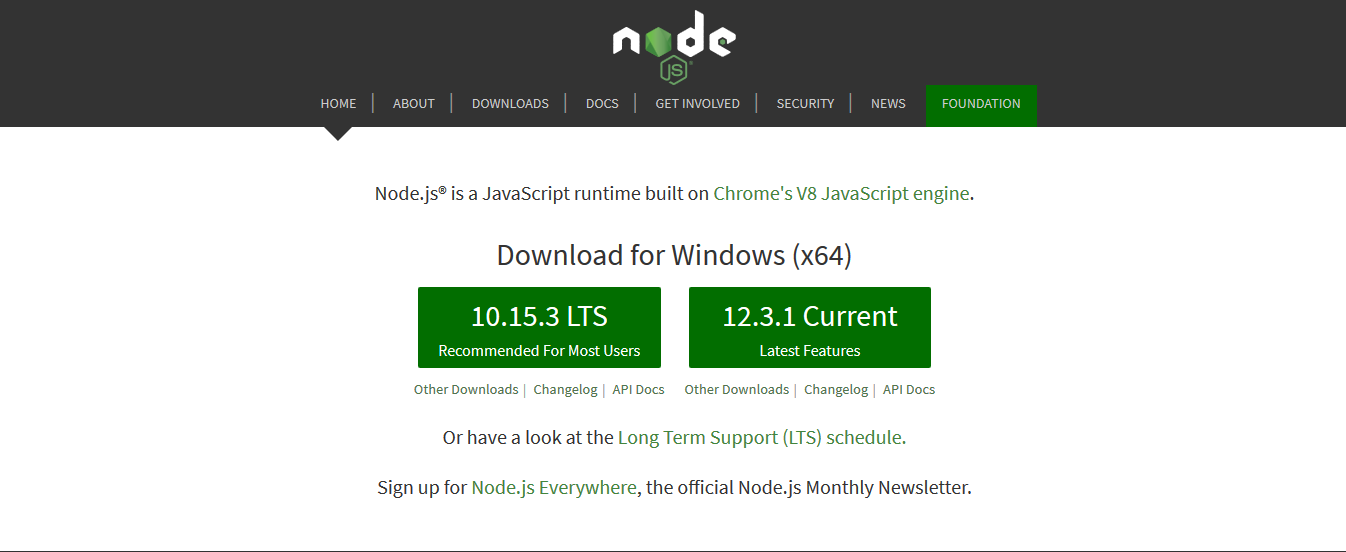 node
JS®
HOME | ABOUT | DOWNLOADS | DOCS | GET INVOLVED | SECURITY | NEWS FOUNDATION
Node.js® is a JavaScript runtime built on Chrome's V8 JavaScript engine.
Download for Windows (x64)
10.15.3 LTS
Recommended For Most Users
12.3.1 Current
Latest Features
Other Downloads | Changelog | API Docs
Other Downloads | Changelog | API Docs
Or have a look at the Long Term Support (LTS) schedule.
Sign up for Node.js Everywhere, the official Node.js Monthly Newsletter.